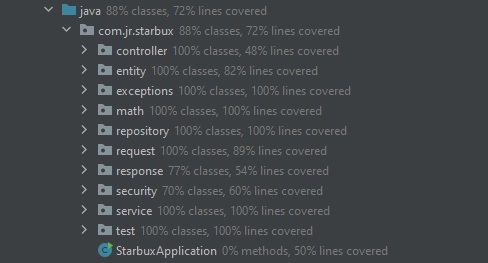 java 88% classes, 72% lines covered
com.jr.starbux 88% classes, 72% lines covered
controller 100% classes, 48% lines covered
entity 100% classes, 82% lines covered
exceptions 100% classes, 100% lines covered
math 100% classes, 100% lines covered
repository 100% classes, 100% lines covered
request 100% classes, 89% lines covered
response 77% classes, 54% lines covered
security 70% classes, 60% lines covered
service 100% classes, 100% lines covered
test 100% classes, 100% lines covered
StarbuxApplication 0% methods, 50% lines covered